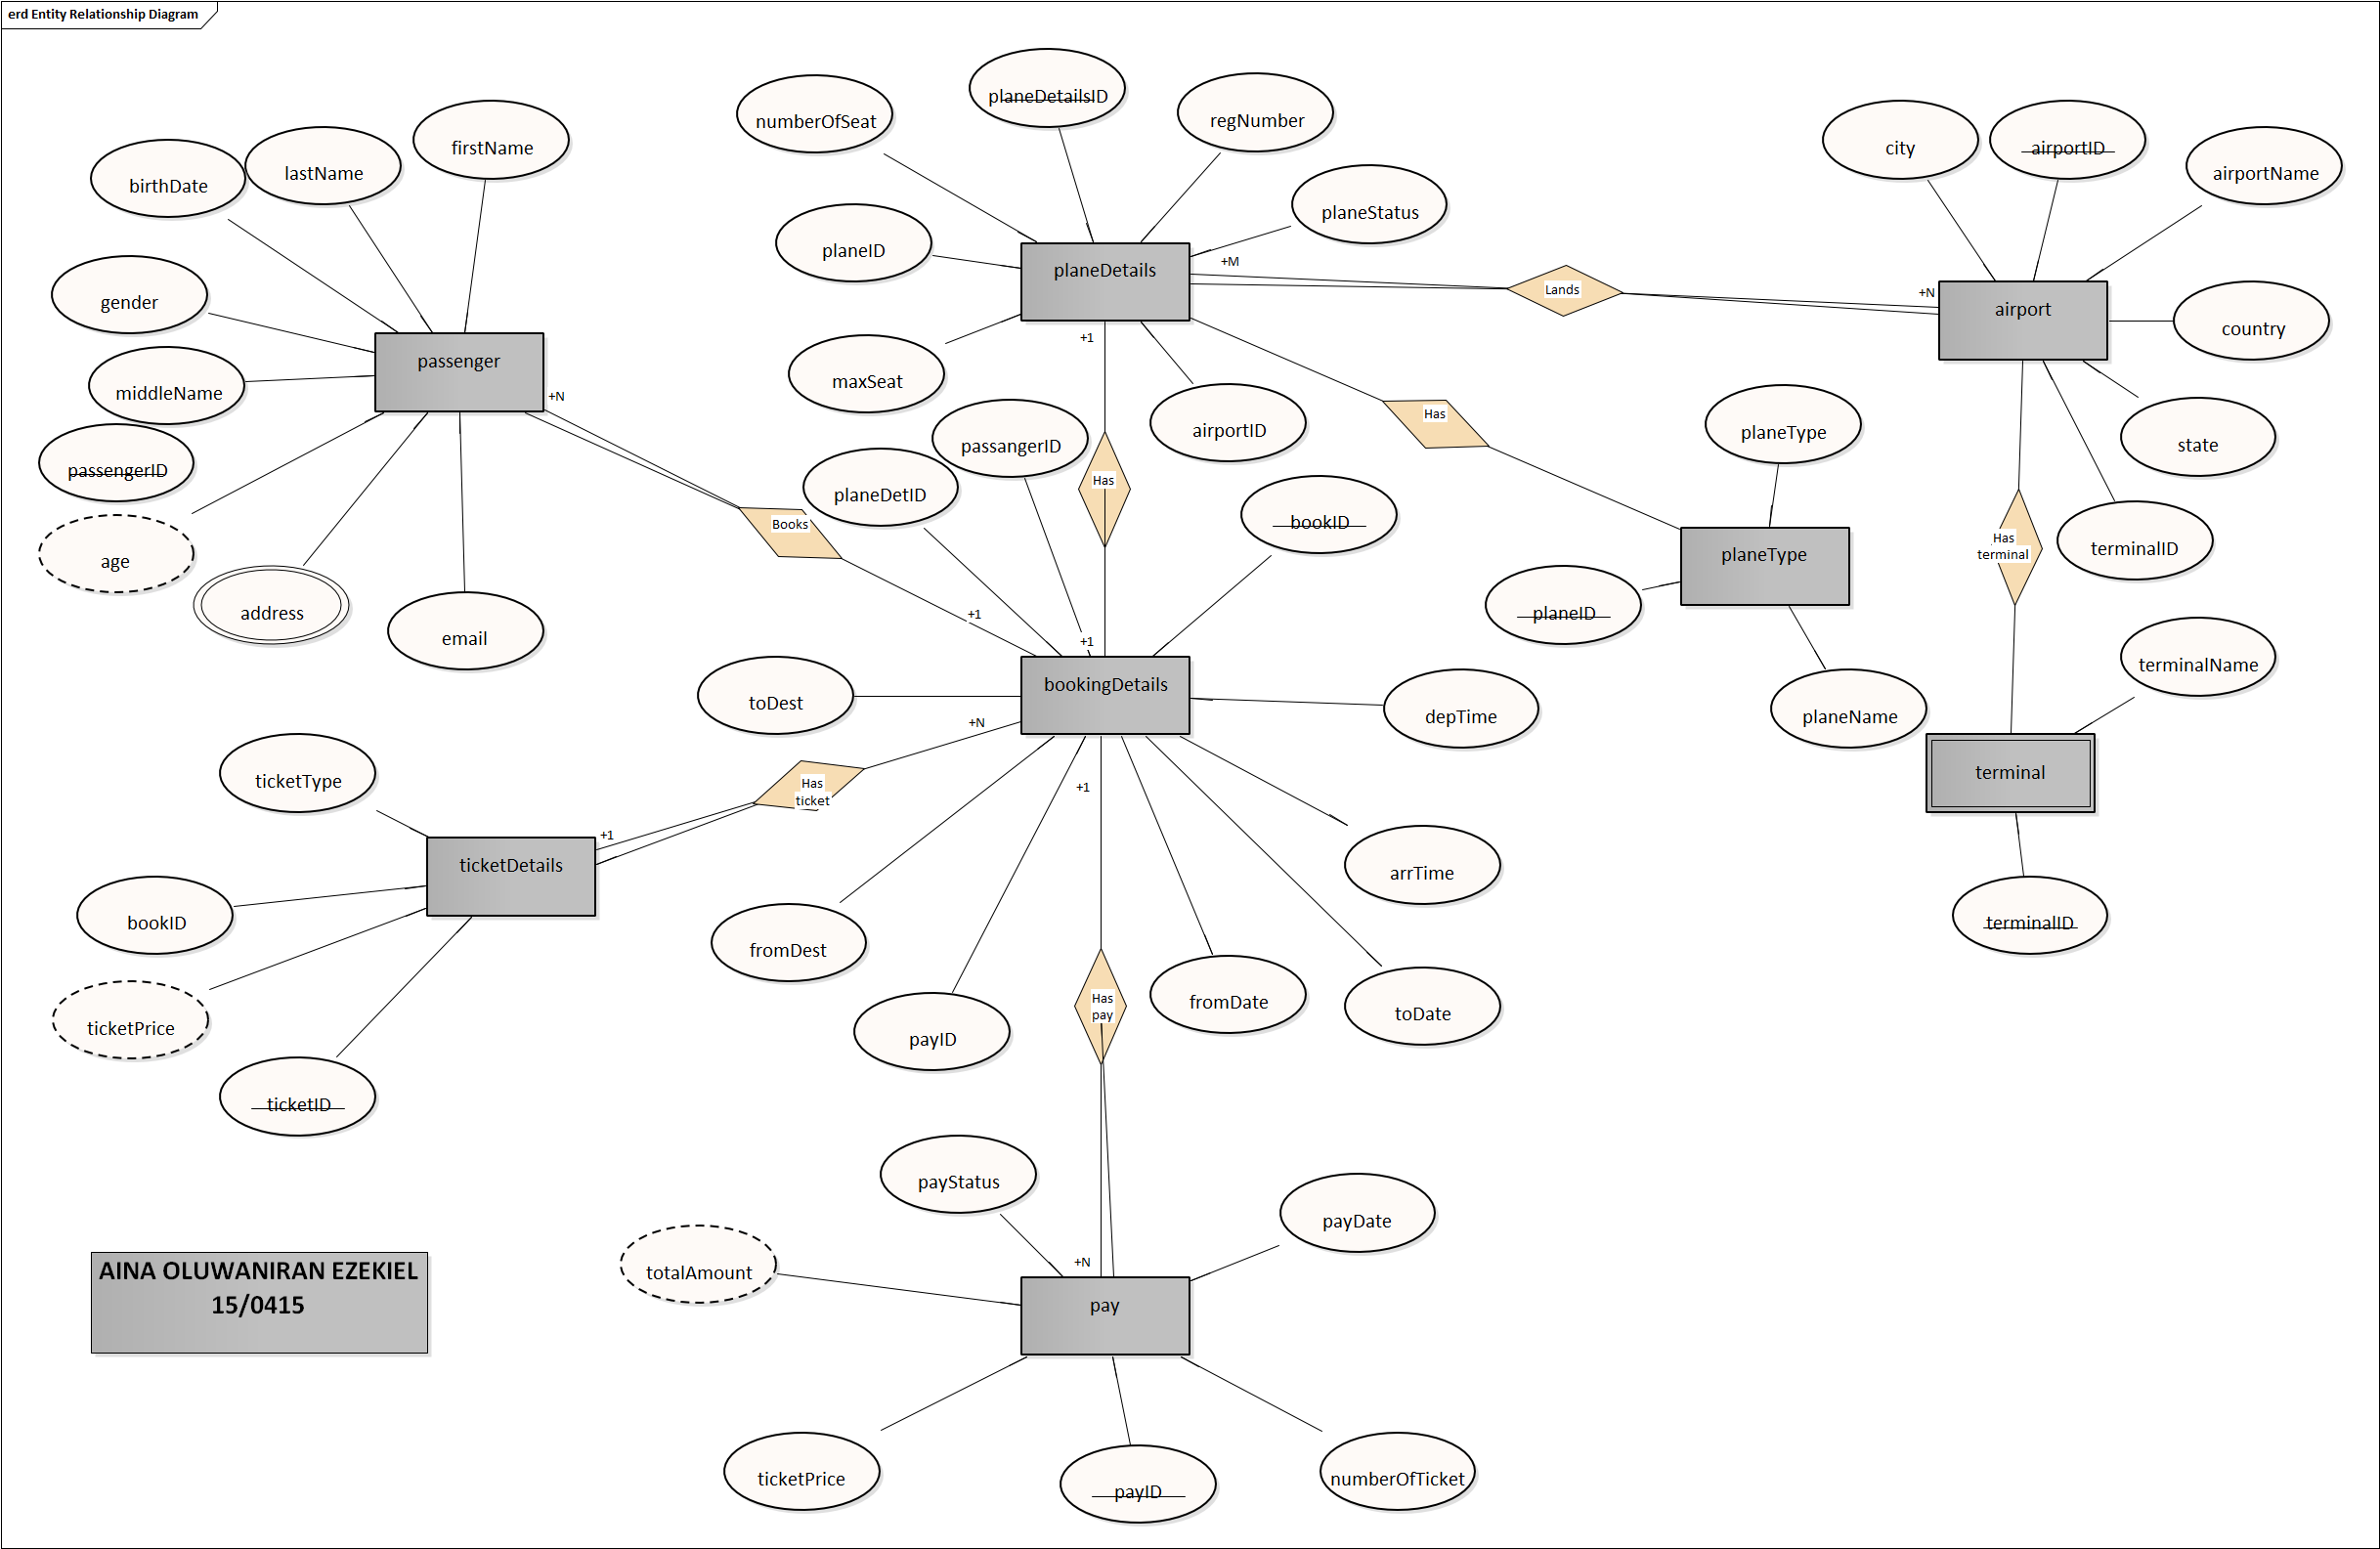 erd Entity Relationship Diagram
planeDetailsID
numberOfSeat
regNumber
firstName
city
airportID
lastName
airportName
birthDate
planeStatus
planeID
+M
planeDetails
Lands
+N
airport
gender
country
+1
passenger
maxSeat
middleName
+N
Has
airportID
planeType
passangerID
state
passengerID
Has
planeDetID
Books
bookID
Has
terminal
terminalID
planeType
age
address
+1
planeID
email
+1
terminalName
bookingDetails
toDest
depTime
planeName
+N
ticketType
Has
ticket
+1
terminal
+1
ticketDetails
arrTime
bookID
terminalID
fromDest
Has
pay
fromDate
toDate
ticketPrice
payID
ticketID
payStatus
payDate
+N
totalAmount
AINA OLUWANIRAN EZEKIEL
15/0415
pay
ticketPrice
payID
numberOfTicket